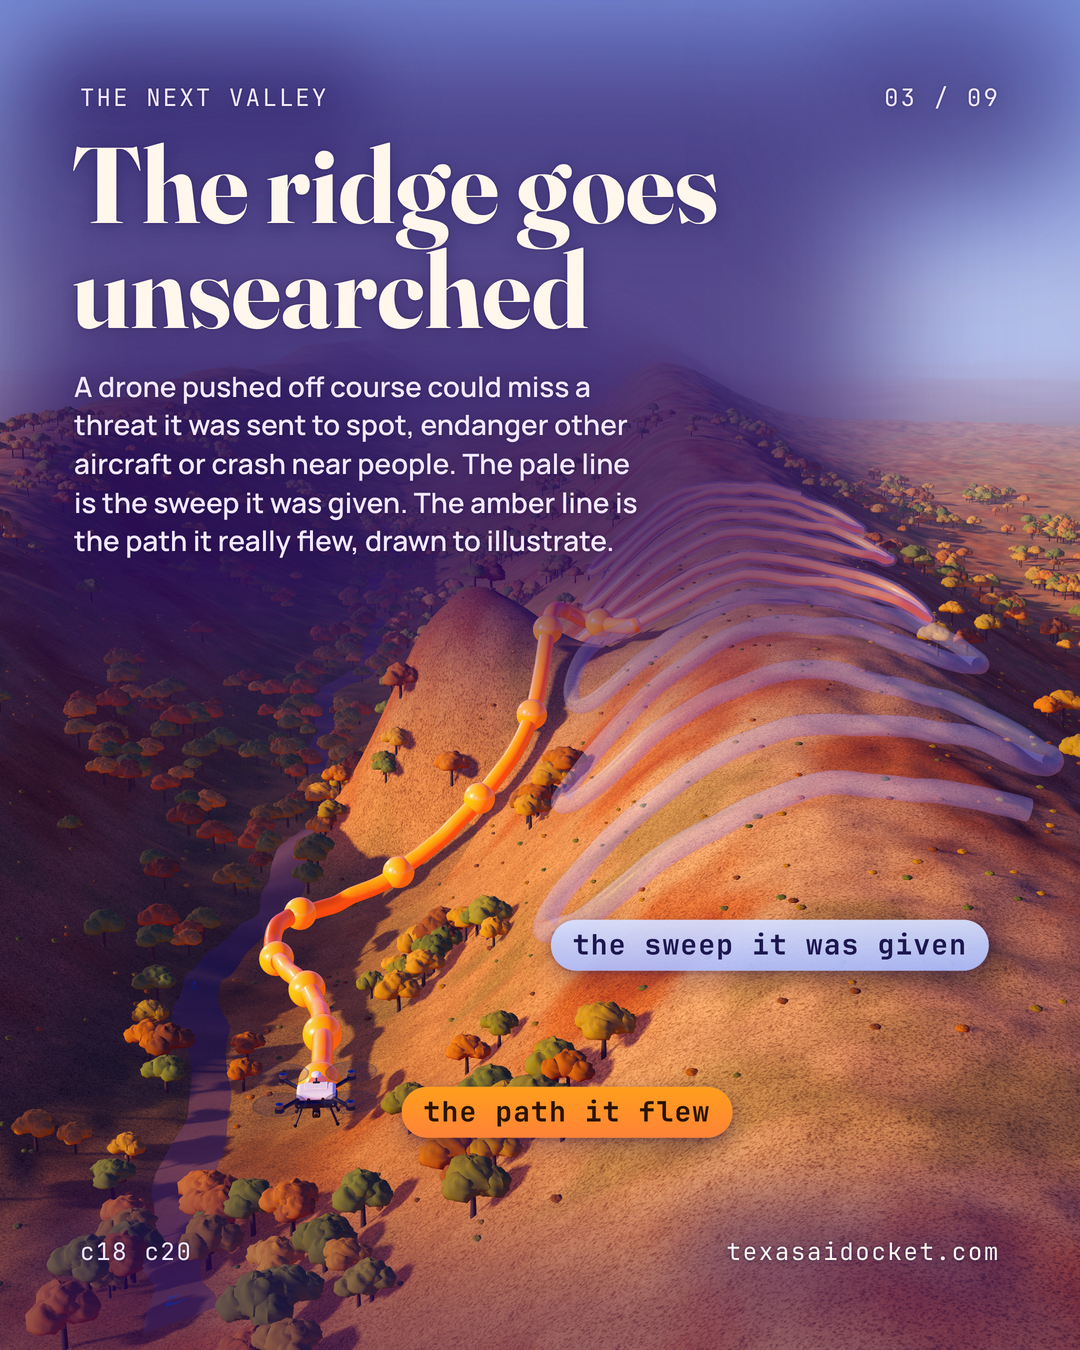 THE NEXT VALLEY
03 / 09
The ridge goes
unsearched
A drone pushed off course could miss a
threat it was sent to spot, endanger other
aircraft or crash near people. The pale line
is the sweep it was given. The amber line is
the path it really flew, drawn to illustrate.
the sweep it was given
the path it flew
c18 c20
texasaidocket.com